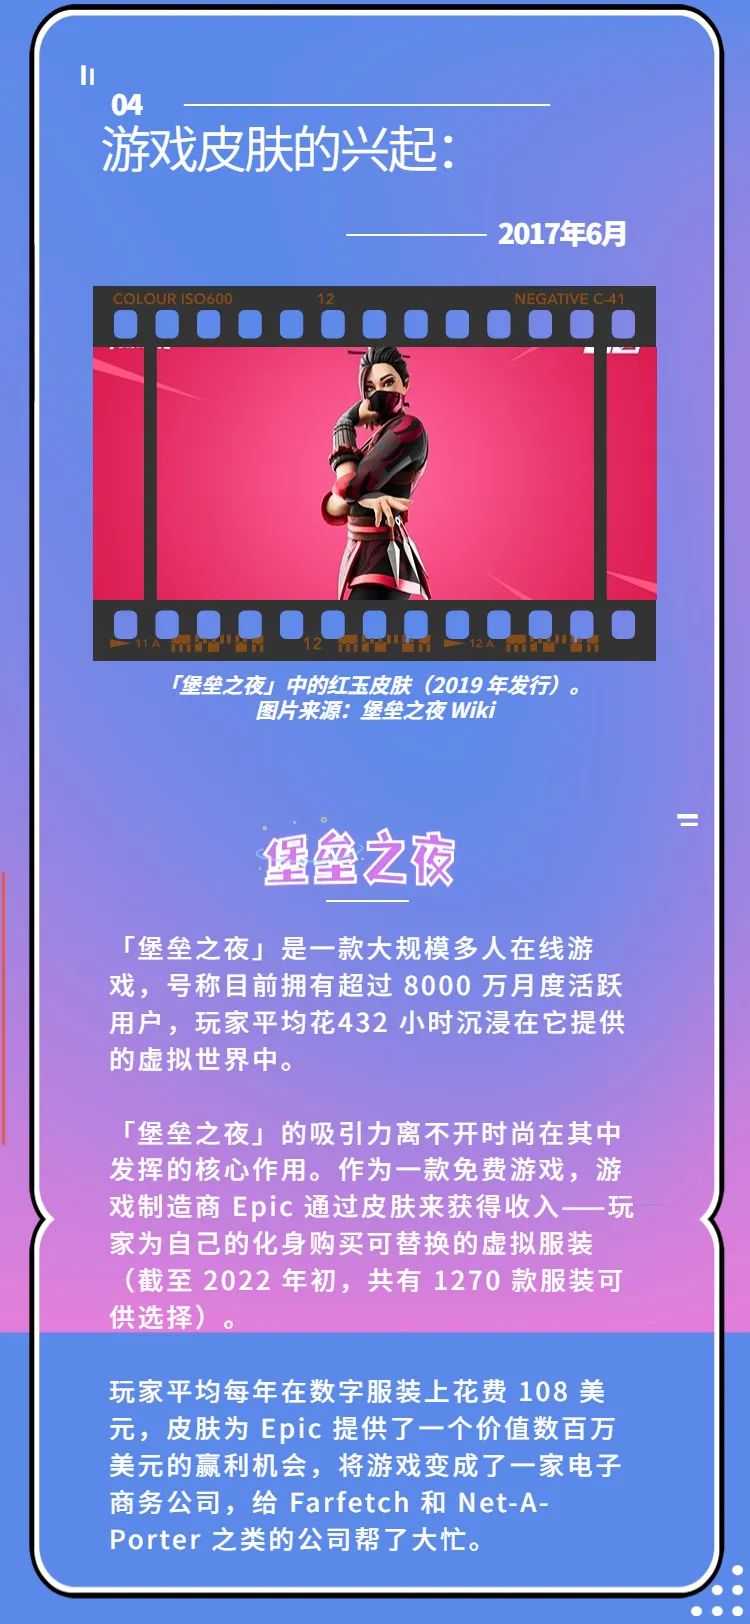 04
游戏皮肤的兴起：
2017年6月
COLOUR ISO600 12 NEGATIVE C-41
11 A 12 12 A
「堡垒之夜」中的红玉皮肤（2019 年发行）。
图片来源：堡垒之夜 Wiki
堡垒之夜
「堡垒之夜」是一款大规模多人在线游
戏，号称目前拥有超过 8000 万月度活跃
用户，玩家平均花432 小时沉浸在它提供
的虚拟世界中。
「堡垒之夜」的吸引力离不开时尚在其中
发挥的核心作用。作为一款免费游戏，游
戏制造商 Epic 通过皮肤来获得收入——玩
家为自己的化身购买可替换的虚拟服装
（截至 2022 年初，共有 1270 款服装可
供选择）。
玩家平均每年在数字服装上花费 108 美
元，皮肤为 Epic 提供了一个价值数百万
美元的赢利机会，将游戏变成了一家电子
商务公司，给 Farfetch 和 Net-A-
Porter 之类的公司帮了大忙。